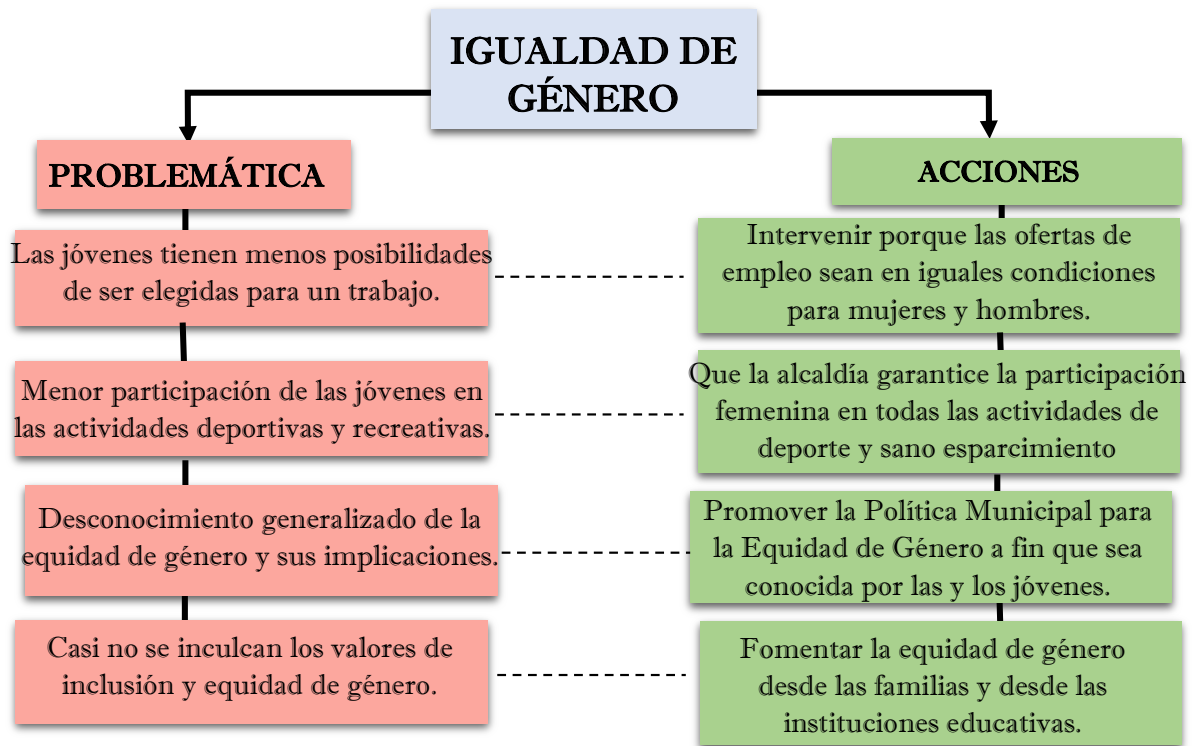 IGUALDAD DE
GÉNERO
PROBLEMÁTICA
Las jóvenes tienen menos posibilidades
de ser elegidas para un trabajo.
Menor participación de las jóvenes en
las actividades deportivas y recreativas.
Desconocimiento generalizado de la
equidad de género y sus implicaciones.
Casi no se inculcan los valores de
inclusión y equidad de género.
ACCIONES
Intervenir porque las ofertas de
empleo sean en iguales condiciones
para mujeres y hombres.
Que la alcaldía garantice la participación
femenina en todas las actividades de
deporte y sano esparcimiento
Promover la Política Municipal para
la Equidad de Género a fin que sea
conocida por las y los jóvenes.
Fomentar la equidad de género
desde las familias y desde las
instituciones educativas.